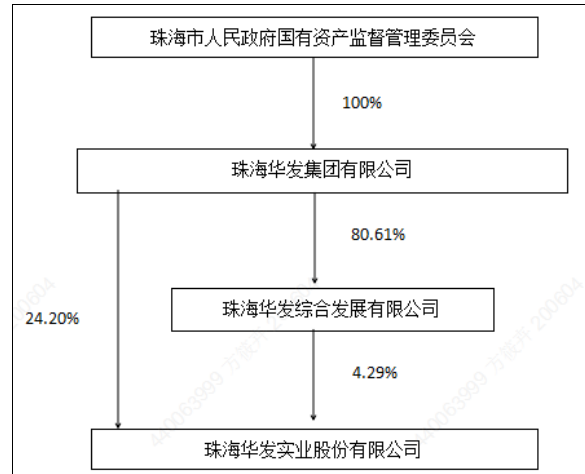 珠海市人民政府国有资产监督管理委员会
100%
珠海华发集团有限公司
80.61%
珠海华发综合发展有限公司
24.20%
4.29%
珠海华发实业股份有限公司